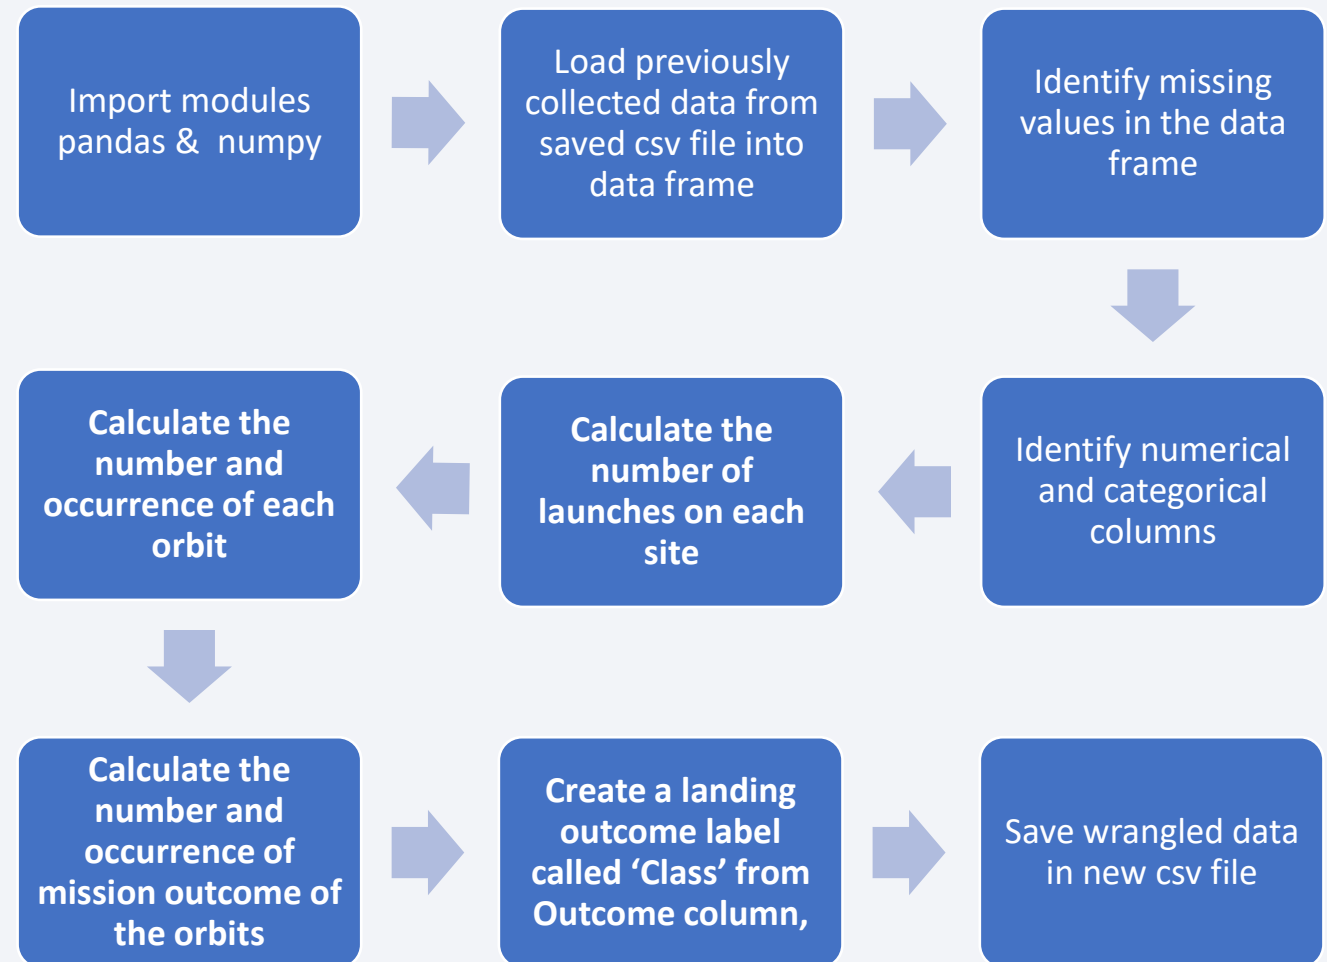 Import modules
pandas &  numpy
Load previously
collected data from
saved csv file into
data frame
Identify missing
values in the data
frame
Identify numerical
and categorical
columns
Calculate the
number of
launches on each
site
Calculate the
number and
occurrence of each
orbit
Calculate the
number and
occurrence of
mission outcome of
the orbits
Create a landing
outcome label
called ‘Class’ from
Outcome column,
Save wrangled data
in new csv file